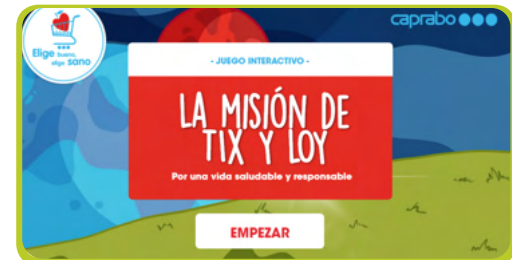 caprabo
Elige bueno,
elige sano
- JUEGO INTERACTIVO -
LA MISIÓN DE
TIX Y LOY
Por una vida saludable y responsable
EMPEZAR